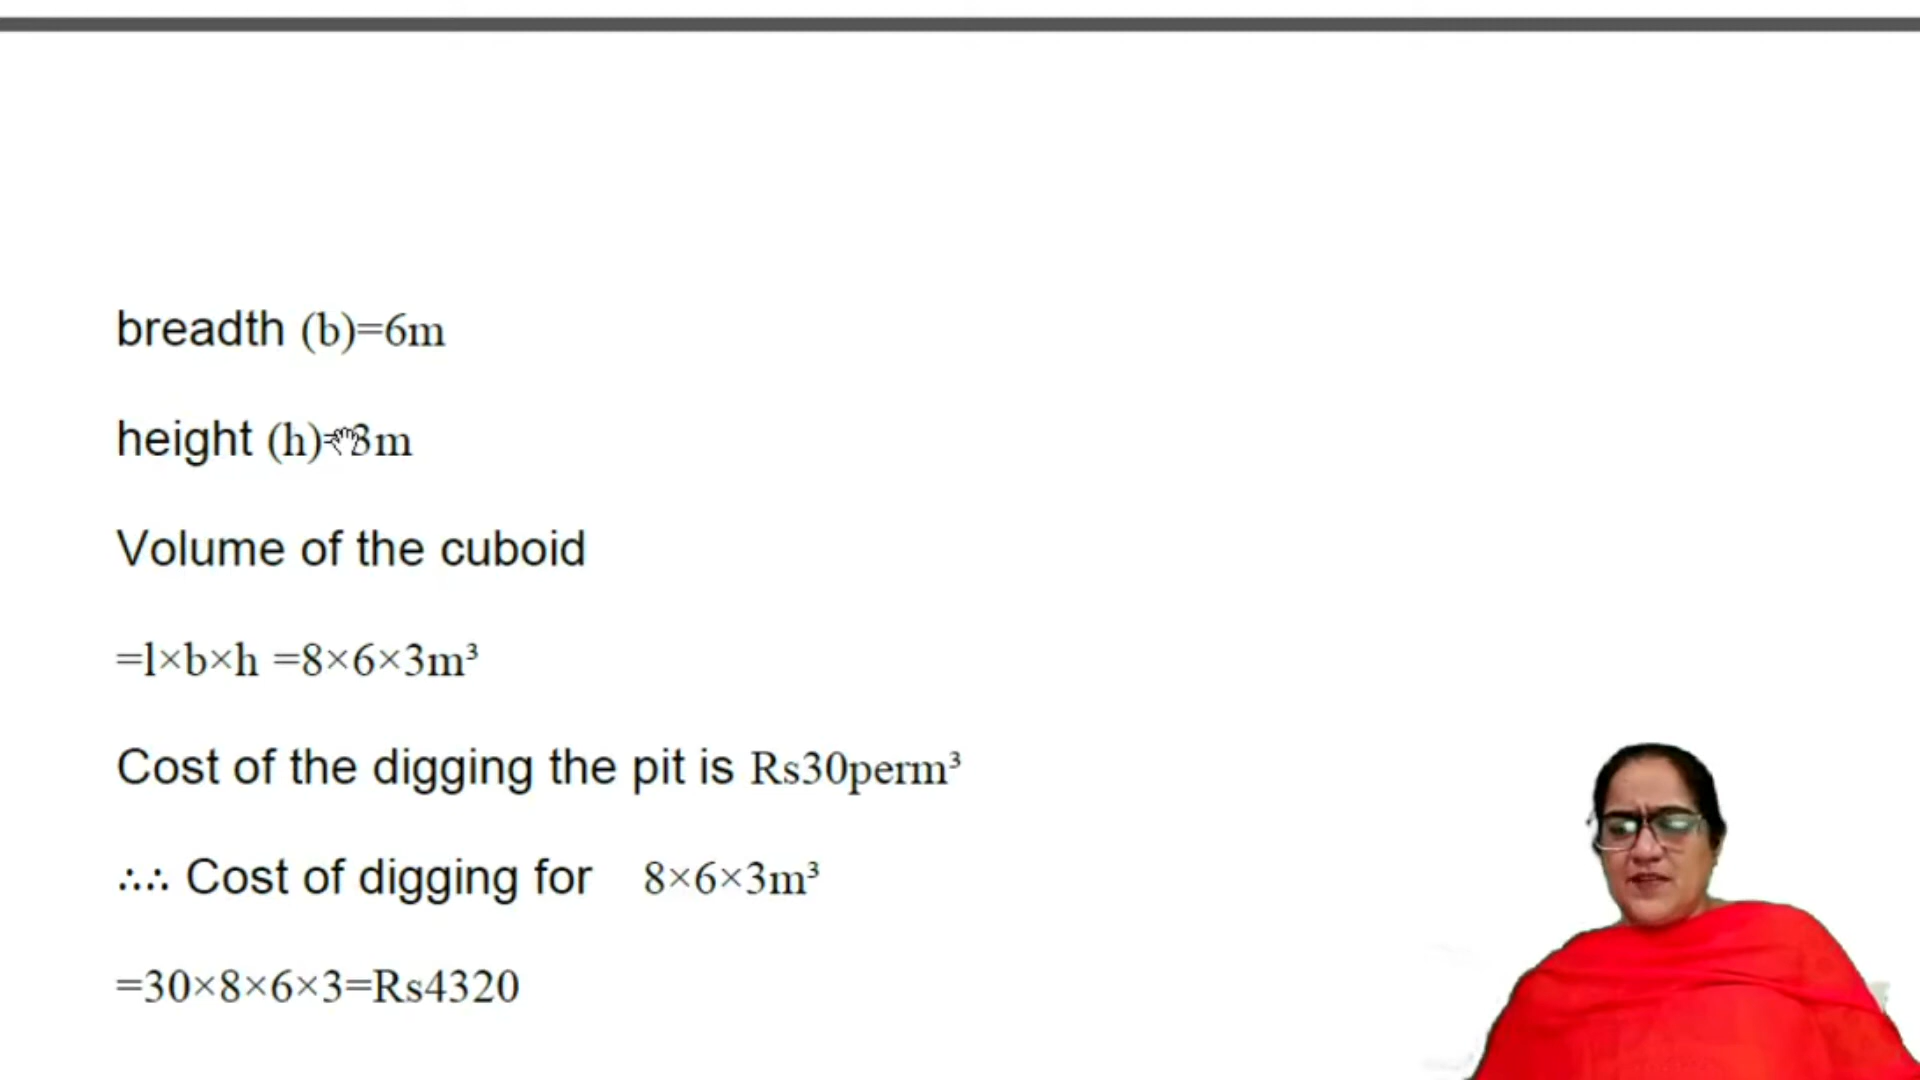 breadth (b)=6m
height (h)=3m
Volume of the cuboid
=l×b×h =8×6×3m³
Cost of the digging the pit is Rs30perm³
∴∴ Cost of digging for 8×6×3m³
=30×8×6×3=Rs4320